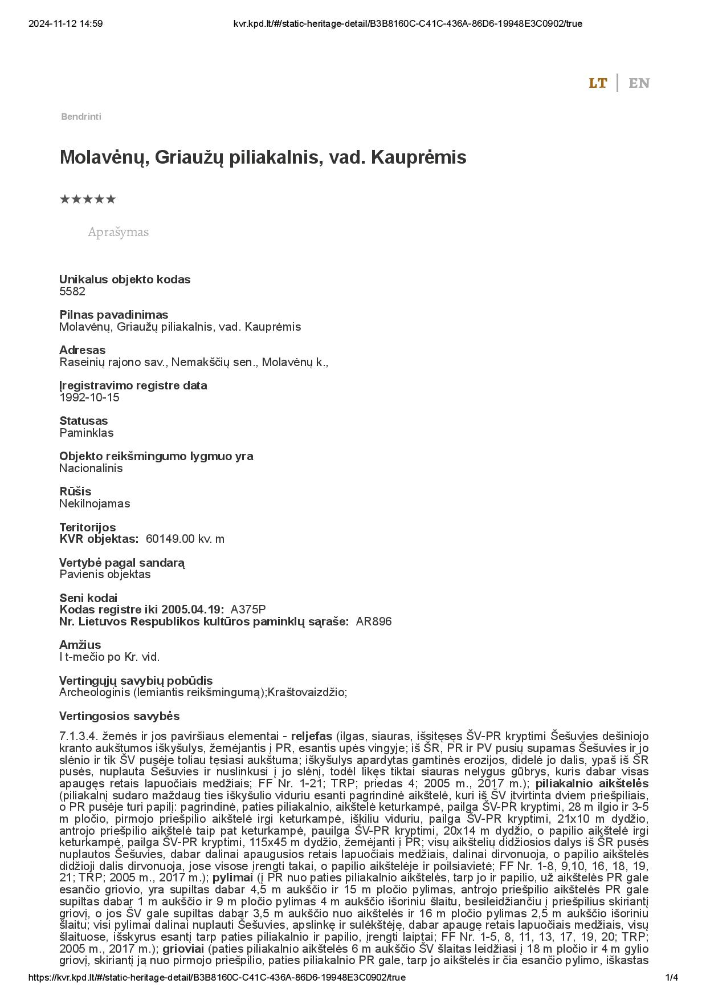 2024-11-12 14:59
kvr.kpd.lt/#/static-heritage-detail/B3B8160C-C41C-436A-86D6-19948E3C0902/true
LT | EN
Bendrinti
Molavėnų, Griaužų piliakalnis, vad. Kauprėmis
★★★★★
Aprašymas
Unikalus objekto kodas
5582
Pilnas pavadinimas
Molavėnų, Griaužų piliakalnis, vad. Kauprėmis
Adresas
Raseinių rajono sav., Nemakščių sen., Molavėnų k.,
Įregistravimo registre data
1992-10-15
Statusas
Paminklas
Objekto reikšmingumo lygmuo yra
Nacionalinis
Rūšis
Nekilnojamas
Teritorijos
KVR objektas: 60149.00 kv. m
Vertybė pagal sandarą
Pavienis objektas
Seni kodai
Kodas registre iki 2005.04.19: A375P
Nr. Lietuvos Respublikos kultūros paminklų sąraše: AR896
Amžius
I t-mečio po Kr. vid.
Vertingųjų savybių pobūdis
Archeologinis (lemiantis reikšmingumą);Kraštovaizdžio;
Vertingosios savybės
7.1.3.4. žemės ir jos paviršiaus elementai - reljefas (ilgas, siauras, išsitęsęs ŠV-PR kryptimi Šešuvies dešiniojo
kranto aukštumos iškyšulys, žemėjantis į PR, esantis upės vingyje; iš ŠR, PR ir PV pusių supamas Šešuvies ir jo
slėnio ir tik ŠV pusėje toliau tęsiasi aukštuma; iškyšulys apardytas gamtinės erozijos, didelė jo dalis, ypaš iš ŠR
pusės, nuplauta Šešuvies ir nuslinkusi į jo slėnį, todėl likęs tiktai siauras nelygus gūbrys, kuris dabar visas
apaugęs retais lapuočiais medžiais; FF Nr. 1-21; TRP; priedas 4; 2005 m., 2017 m.); piliakalnio aikštelės
(piliakalnį sudaro maždaug ties iškyšulio viduriu esanti pagrindinė aikštelė, kuri iš ŠV įtvirtinta dviem priešpiliais,
o PR pusėje turi papilį: pagrindinė, paties piliakalnio, aikštelė keturkampė, pailga ŠV-PR kryptimi, 28 m ilgio ir 3-5
m pločio, pirmojo priešpilio aikštelė irgi keturkampė, iškiliu viduriu, pailga ŠV-PR kryptimi, 21x10 m dydžio,
antrojo priešpilio aikštelė taip pat keturkampė, pauilga ŠV-PR kryptimi, 20x14 m dydžio, o papilio aikštelė irgi
keturkampė, pailga ŠV-PR kryptimi, 115x45 m dydžio, žemėjanti į PR; visų aikštelių didžiosios dalys iš ŠR pusės
nuplautos Šešuvies, dabar dalinai apaugusios retais lapuočiais medžiais, dalinai dirvonuoja, o papilio aikštelės
didžioji dalis dirvonuoja, jose visose įrengti takai, o papilio aikštelėje ir poilsiavietė; FF Nr. 1-8, 9,10, 16, 18, 19,
21; TRP; 2005 m., 2017 m.); pylimai (į PR nuo paties piliakalnio aikštelės, tarp jo ir papilio, už aikštelės PR gale
esančio griovio, yra supiltas dabar 4,5 m aukščio ir 15 m pločio pylimas, antrojo priešpilio aikštelės PR gale
supiltas dabar 1 m aukščio ir 9 m pločio pylimas 4 m aukščio išoriniu šlaitu, besileidžiančiu į priešpilius skiriantį
griovį, o jos ŠV gale supiltas dabar 3,5 m aukščio nuo aikštelės ir 16 m pločio pylimas 2,5 m aukščio išoriniu
šlaitu; visi pylimai dalinai nuplauti Šešuvies, apslinkę ir sulėkštėję, dabar apaugę retais lapuočiais medžiais, visų
šlaituose, išskyrus esantį tarp paties piliakalnio ir papilio, įrengti laiptai; FF Nr. 1-5, 8, 11, 13, 17, 19, 20; TRP;
2005 m., 2017 m.); grioviai (paties piliakalnio aikštelės 6 m aukščio ŠV šlaitas leidžiasi į 18 m pločio ir 4 m gylio
griovį, skiriantį ją nuo pirmojo priešpilio, paties piliakalnio PR gale, tarp jo aikštelės ir čia esančio pylimo, iškastas
https://kvr.kpd.lt/#/static-heritage-detail/B3B8160C-C41C-436A-86D6-19948E3C0902/true
1/4